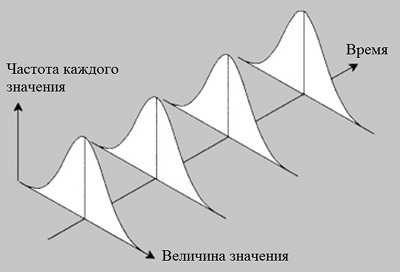 Время
Частота каждого
значения
Величина значения